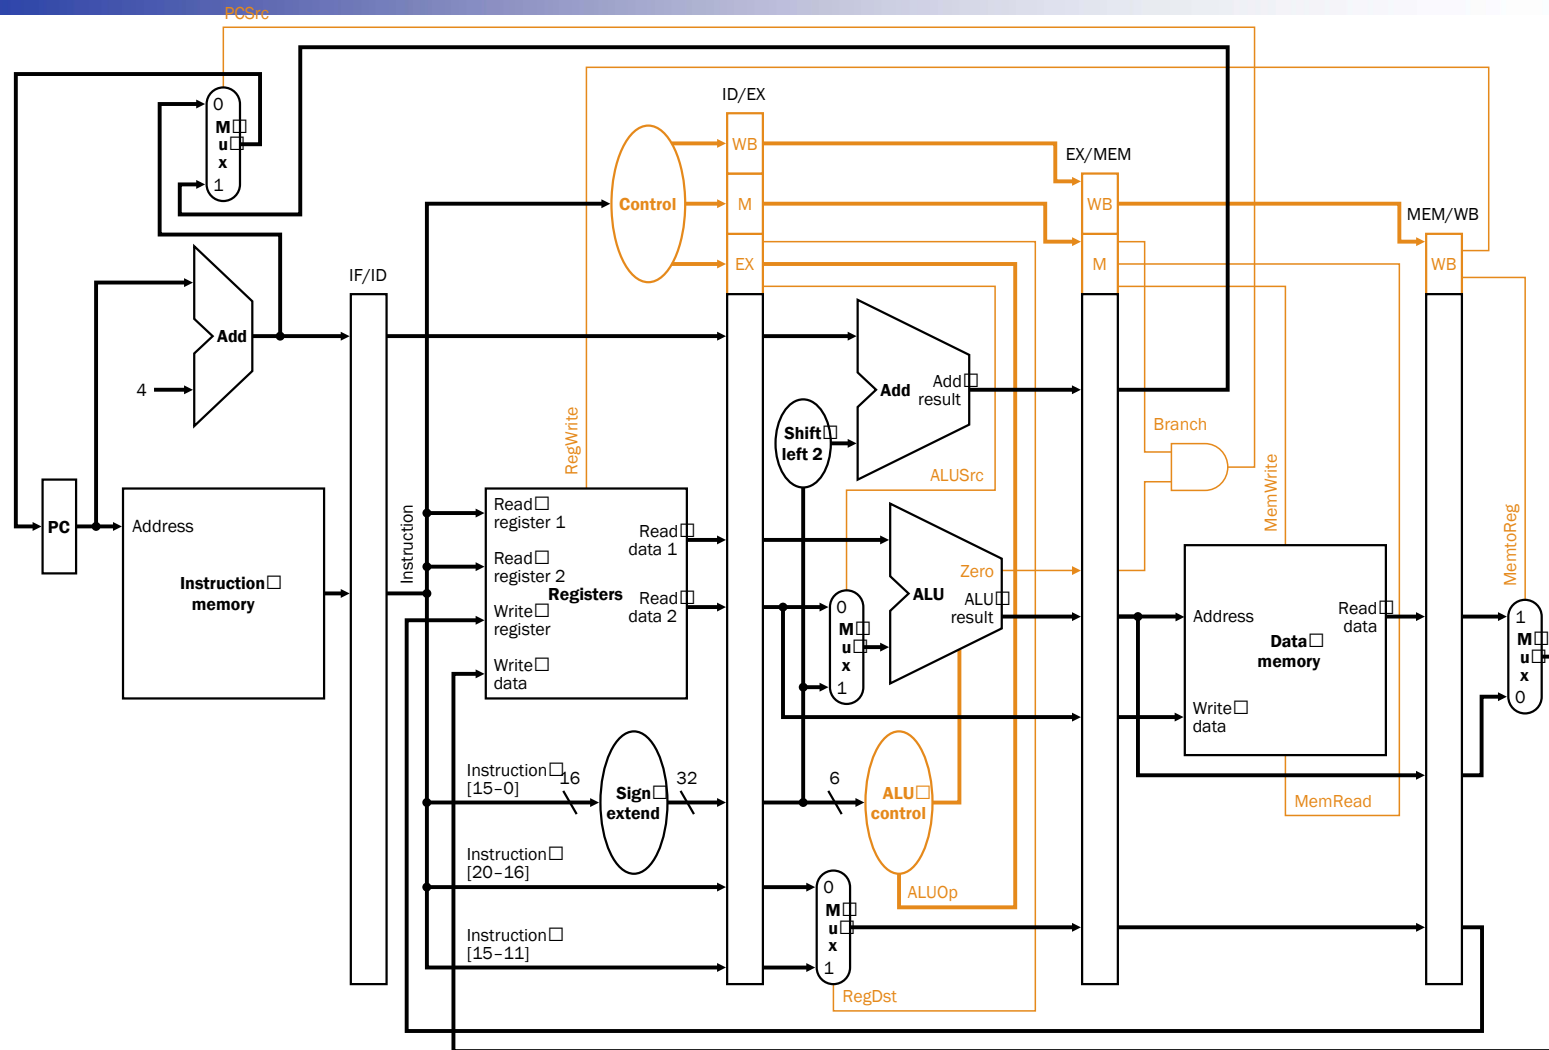 PCSrc
ID/EX
0
M
u
x
1
WB
EX/MEM
Control
M
WB
MEM/WB
IF/ID
EX
M
WB
Add
4
Add
Add
result
Shift
left 2
RegWrite
Branch
ALUSrc
MemWrite
MemtoReg
PC
Address
Instruction
memory
Instruction
Read
register 1
Read
register 2
Registers
Write
register
Write
data
Read
data 1
Read
data 2
0
M
u
x
1
ALU
Zero
ALU
result
Address
Read
data
Data
memory
Write
data
1
M
u
x
0
Instruction
[15–0]
16
Sign
extend
32
6
ALU
control
MemRead
Instruction
[20–16]
ALUOp
0
M
u
x
1
Instruction
[15–11]
RegDst